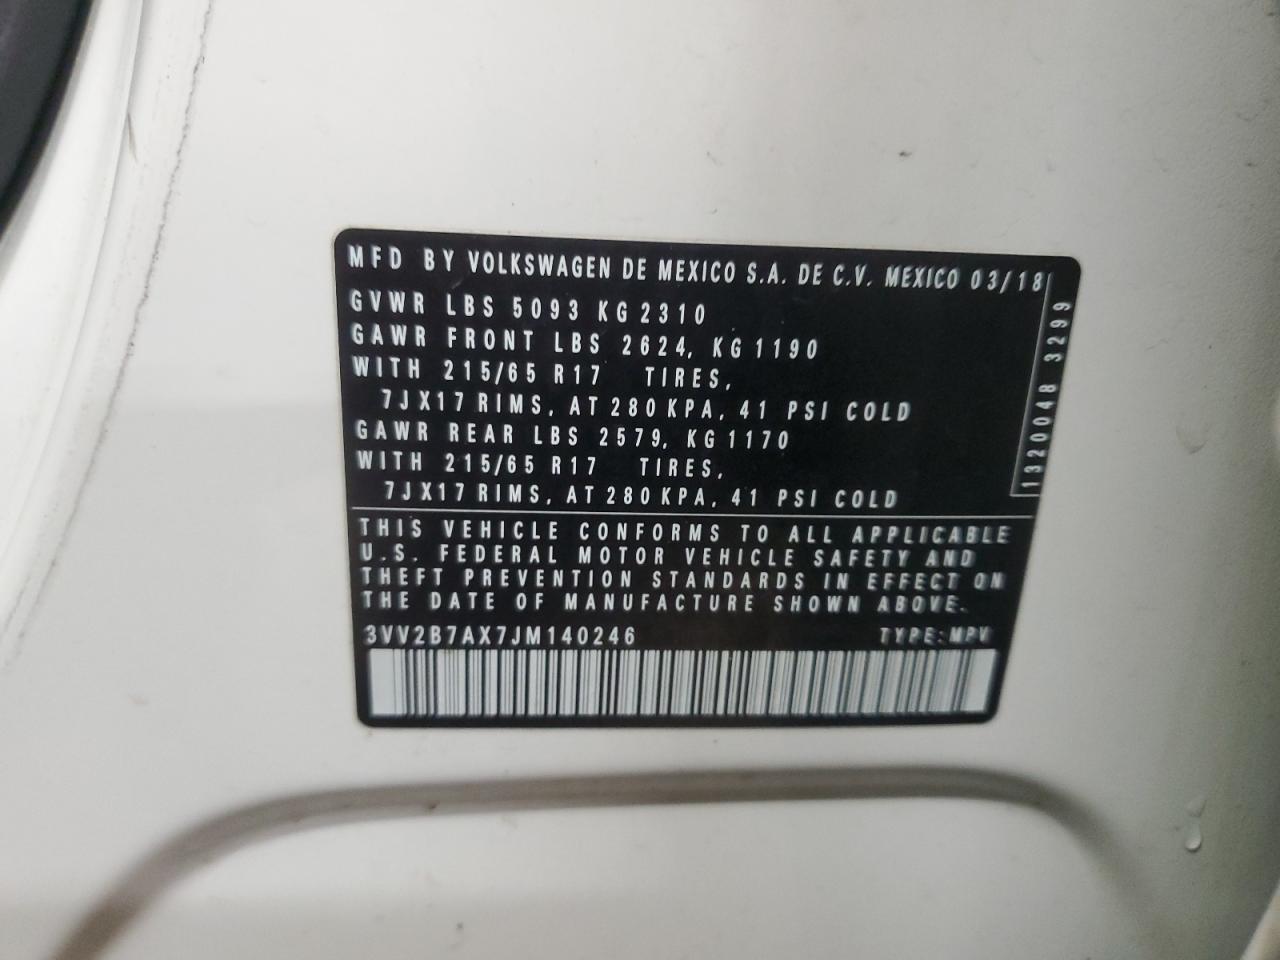 MFD BY VOLKSWAGEN DE MEXICO S.A. DE C.V. MEXICO 03/18
GVWR LBS 5093 KG 2310
GAWR FRONT LBS 2624, KG 1190
WITH 215/65 R17 TIRES,
7JX17 RIMS, AT 280 KPA, 41 PSI COLD
GAWR REAR LBS 2579, KG 1170
WITH 215/65 R17 TIRES,
7JX17 RIMS, AT 280 KPA, 41 PSI COLD
1320048 3299
THIS VEHICLE CONFORMS TO ALL APPLICABLE
U.S. FEDERAL MOTOR VEHICLE SAFETY AND
THEFT PREVENTION STANDARDS IN EFFECT ON
THE DATE OF MANUFACTURE SHOWN ABOVE.
3VV2B7AX7JM140246 TYPE: MPV